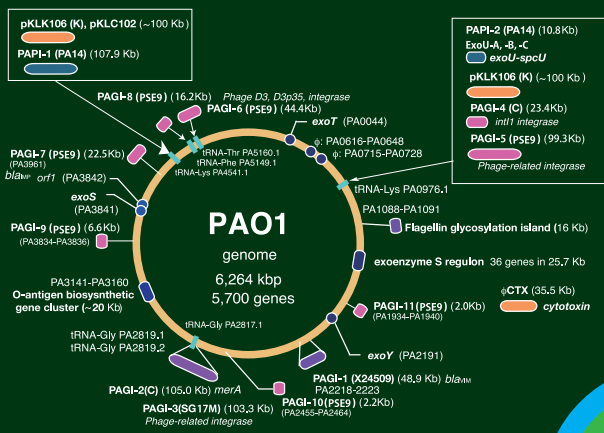 pKLK106 (K), pKLC102 (~100 Kb)
PAPI-1 (PA14) (107.9 Kb)
PAPI-2 (PA14) (10.8Kb)
ExoU-A, -B, -C
exoU-spcU
pKLK106 (K) (~100 Kb)
PAGI-4 (C) (23.4Kb)
intI1 integrase
PAGI-5 (PSE9) (99.3Kb)
Phage-related integrase
PAGI-8 (PSE9) (16.2Kb)
Phage D3, D3p35, integrase
PAGI-6 (PSE9) (44.4Kb)
exoT (PA0044)
φ: PA0616-PA0648
φ: PA0715-PA0728
tRNA-Thr PA5160.1
tRNA-Phe PA5149.1
tRNA-Lys PA4541.1
tRNA-Lys PA0976.1
PAGI-7 (PSE9) (22.5Kb)
(PA3961)
blaIMP orf1 (PA3842)
exoS
(PA3841)
PAGI-9 (PSE9) (6.6Kb)
(PA3834-PA3836)
PAO1
genome
6,264 kbp
5,700 genes
PA1088-PA1091
Flagellin glycosylation island (16 Kb)
exoenzyme S regulon 36 genes in 25.7 Kb
PA3141-PA3160
O-antigen biosysnthetic
gene cluster (~20 Kb)
PAGI-11(PSE9) (2.0Kb)
(PA1934-PA1940)
φCTX (35.5 Kb)
cytotoxin
tRNA-Gly PA2817.1
tRNA-Gly PA2819.1
tRNA-Gly PA2819.2
exoY (PA2191)
PAGI-2(C) (105.0 Kb) merA
PAGI-1 (X24509) (48.9 Kb) blaVIM
PA2218-2223
PAGI-10(PSE9) (2.2Kb)
(PA2455-PA2464)
PAGI-3(SG17M) (103.3 Kb)
Phage-related integrase